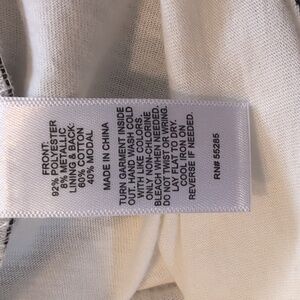 FRONT:
92% POLYESTER
8% METALLIC
LINING & BACK:
60% COTTON
40% MODAL
MADE IN CHINA
TURN GARMENT INSIDE
OUT. HAND WASH COLD
WITH LIKE COLORS.
ONLY NON-CHLORINE
BLEACH WHEN NEEDED.
DO NOT TWIST OR WRING.
LAY FLAT TO DRY.
COOL IRON ON
REVERSE IF NEEDED.
RN# 55285